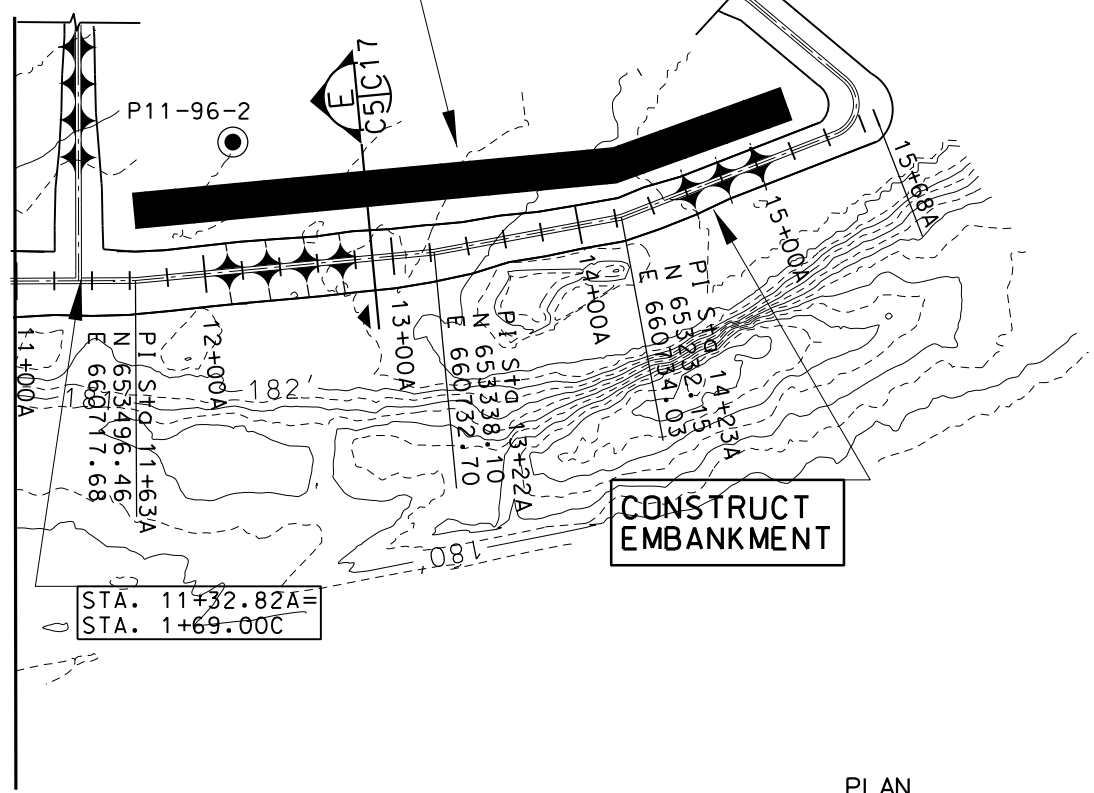 P11-96-2
E
C5 C17
15+68A
15+00A
14+00A
13+00A
12+00A
11+00A
PI Sta 14+23A
N 653232.15
E 660734.03
PI Sta 13+22A
N 653338.10
E 660732.70
PI Sta 11+63A
N 653496.46
E 660717.68
182'
180'
CONSTRUCT
EMBANKMENT
STA. 11+32.82A=
STA. 1+69.00C
PLAN